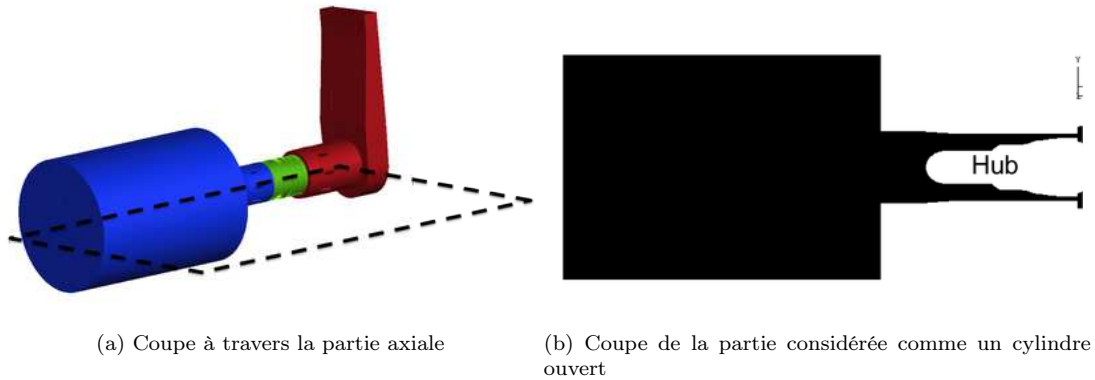 Y
Hub
(a) Coupe à travers la partie axiale
(b) Coupe de la partie considérée comme un cylindre
ouvert